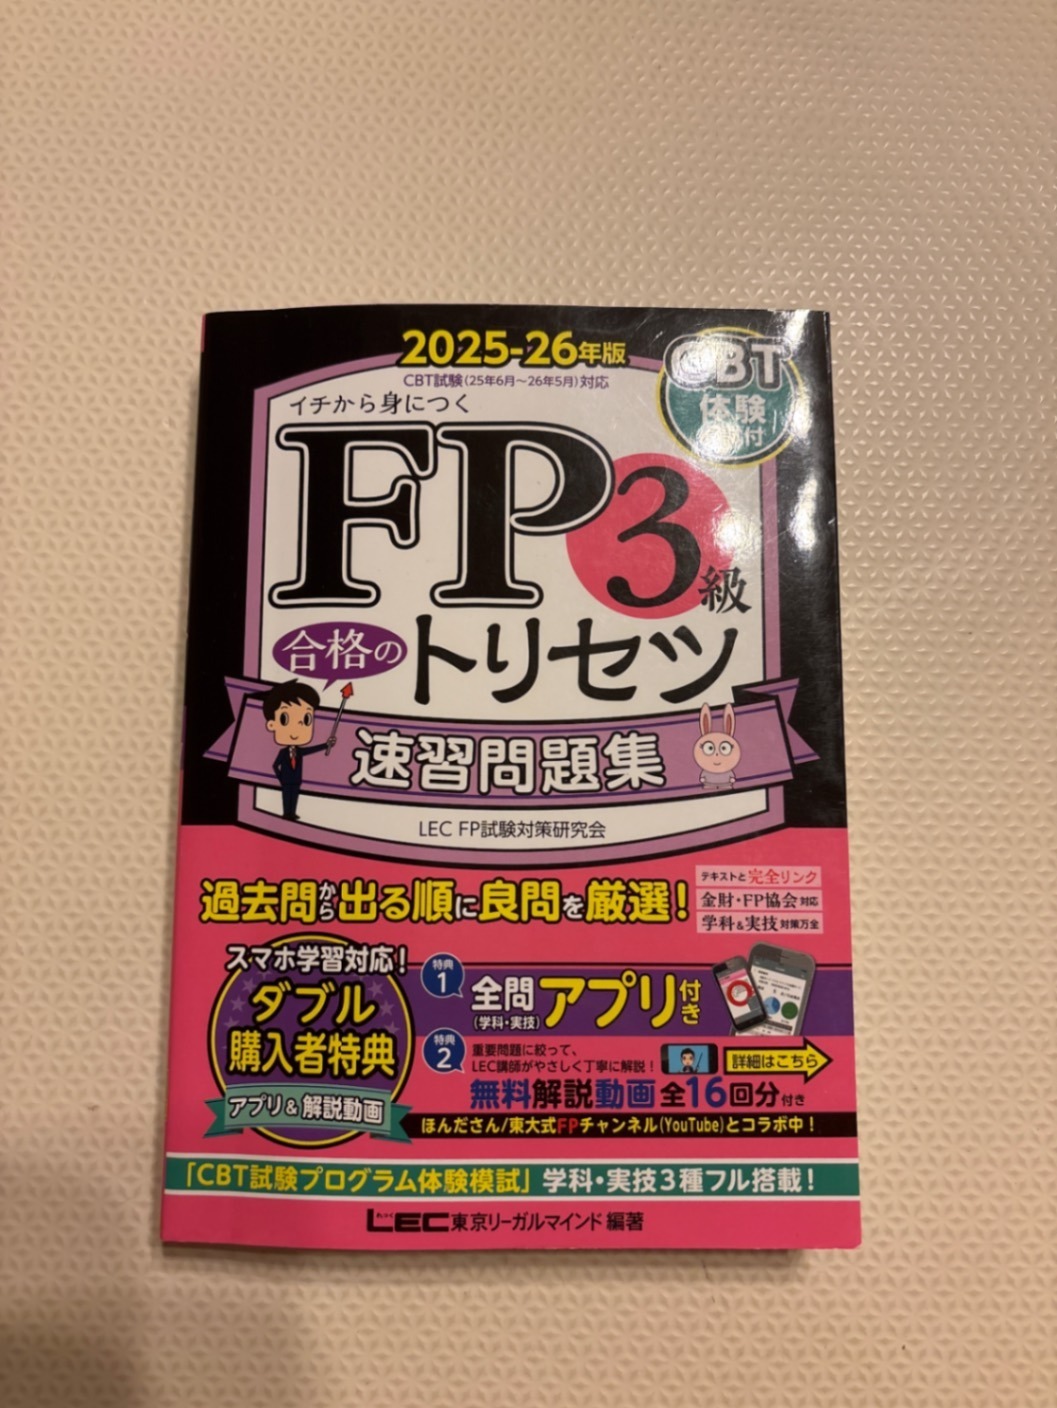 2025-26年版
CBT試験(25年6月～26年5月)対応
CBT
体験
付
イチから身につく
FP3級
合格の
トリセツ
速習問題集
LEC FP試験対策研究会
過去問から出る順に良問を厳選!
テキストと完全リンク
金財・FP協会対応
学科&実技対策万全
スマホ学習対応!
ダブル
購入者特典
アプリ&解説動画
特典
1
全問
(学科・実技)
アプリ付き
特典
2
重要問題に絞って、
LEC講師がやさしく丁寧に解説!
詳細はこちら
無料解説動画 全16回分付き
ほんださん/東大式FPチャンネル(YouTube)とコラボ中!
「CBT試験プログラム体験模試」学科・実技3種フル搭載!
LEC東京リーガルマインド 編著